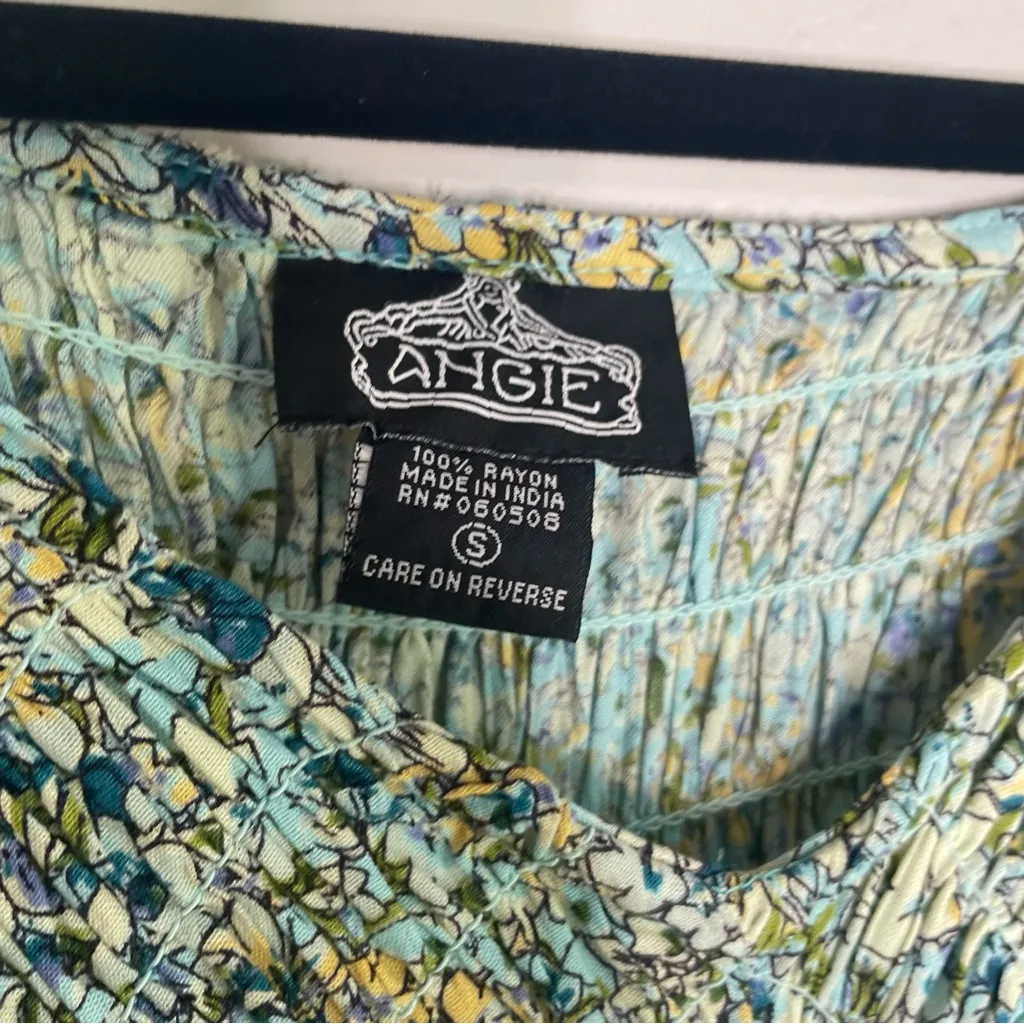 ANGIE
100% RAYON
MADE IN INDIA
RN#060508
S
CARE ON REVERSE